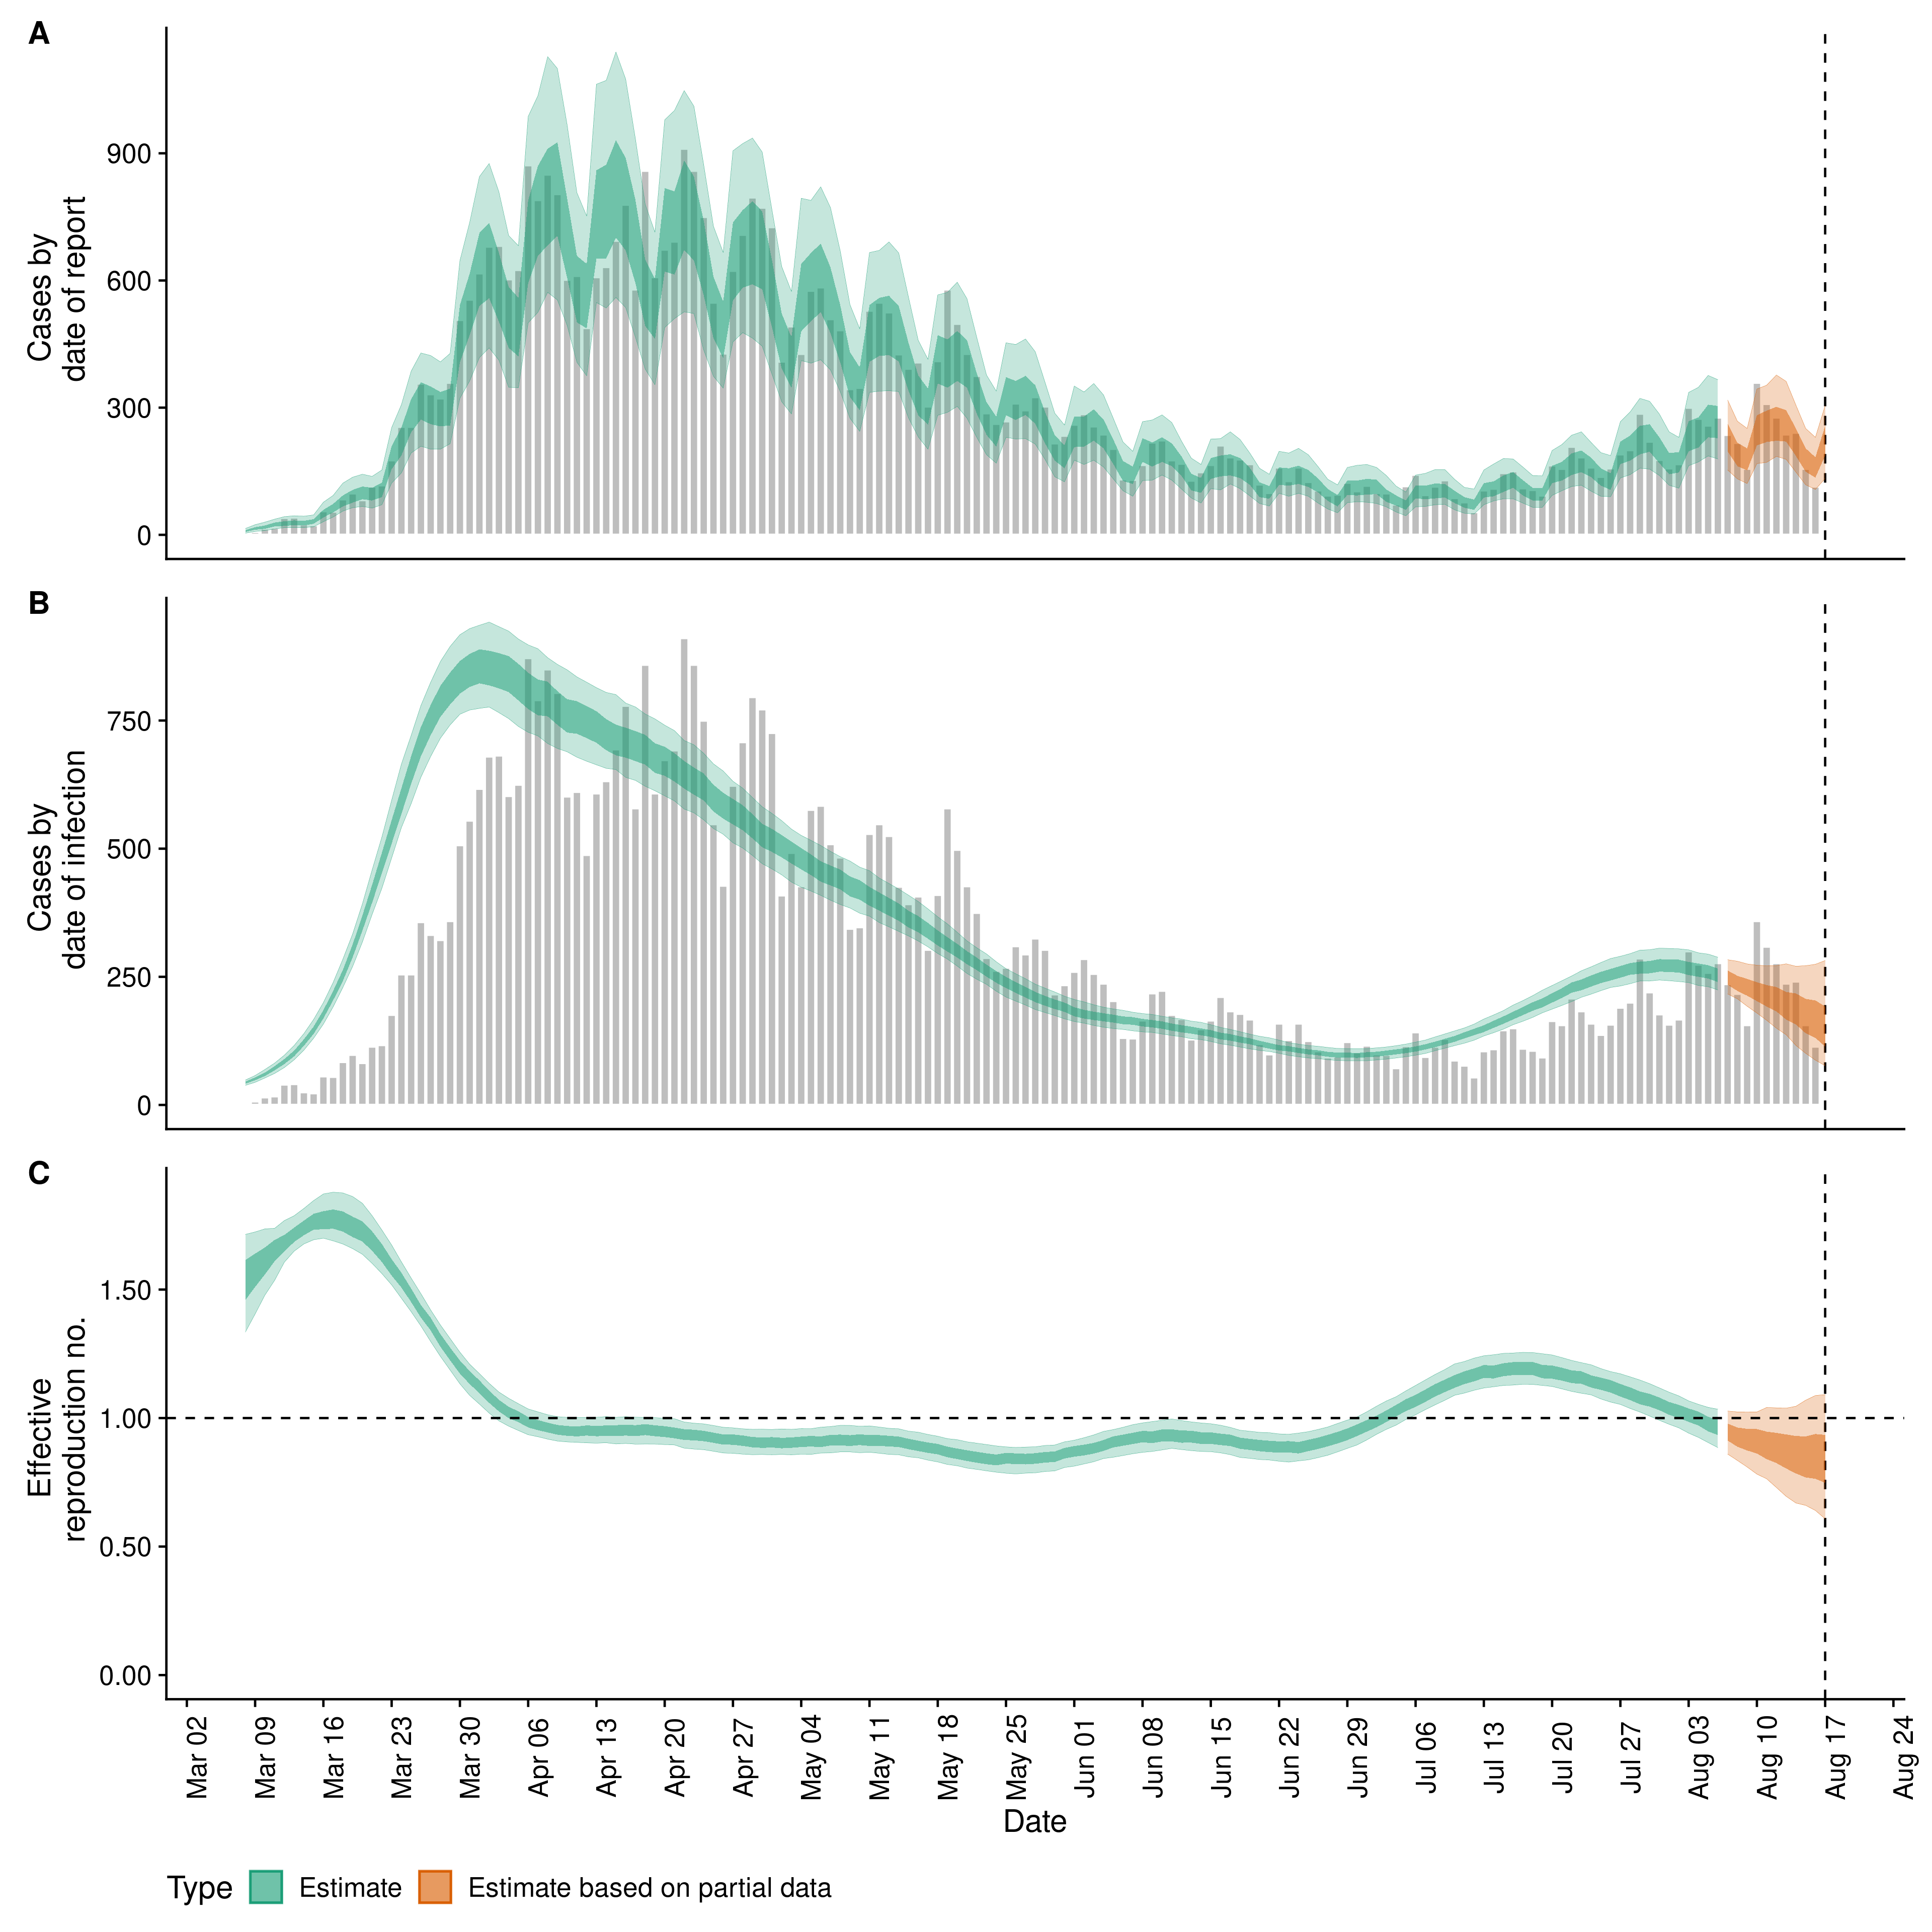 A
Cases by
date of report
900
600
300
0
B
Cases by
date of infection
750
500
250
0
C
Effective
reproduction no.
1.50
1.00
0.50
0.00
Mar 02
Mar 09
Mar 16
Mar 23
Mar 30
Apr 06
Apr 13
Apr 20
Apr 27
May 04
May 11
May 18
May 25
Jun 01
Jun 08
Jun 15
Jun 22
Jun 29
Jul 06
Jul 13
Jul 20
Jul 27
Aug 03
Aug 10
Aug 17
Aug 24
Date
Type Estimate Estimate based on partial data